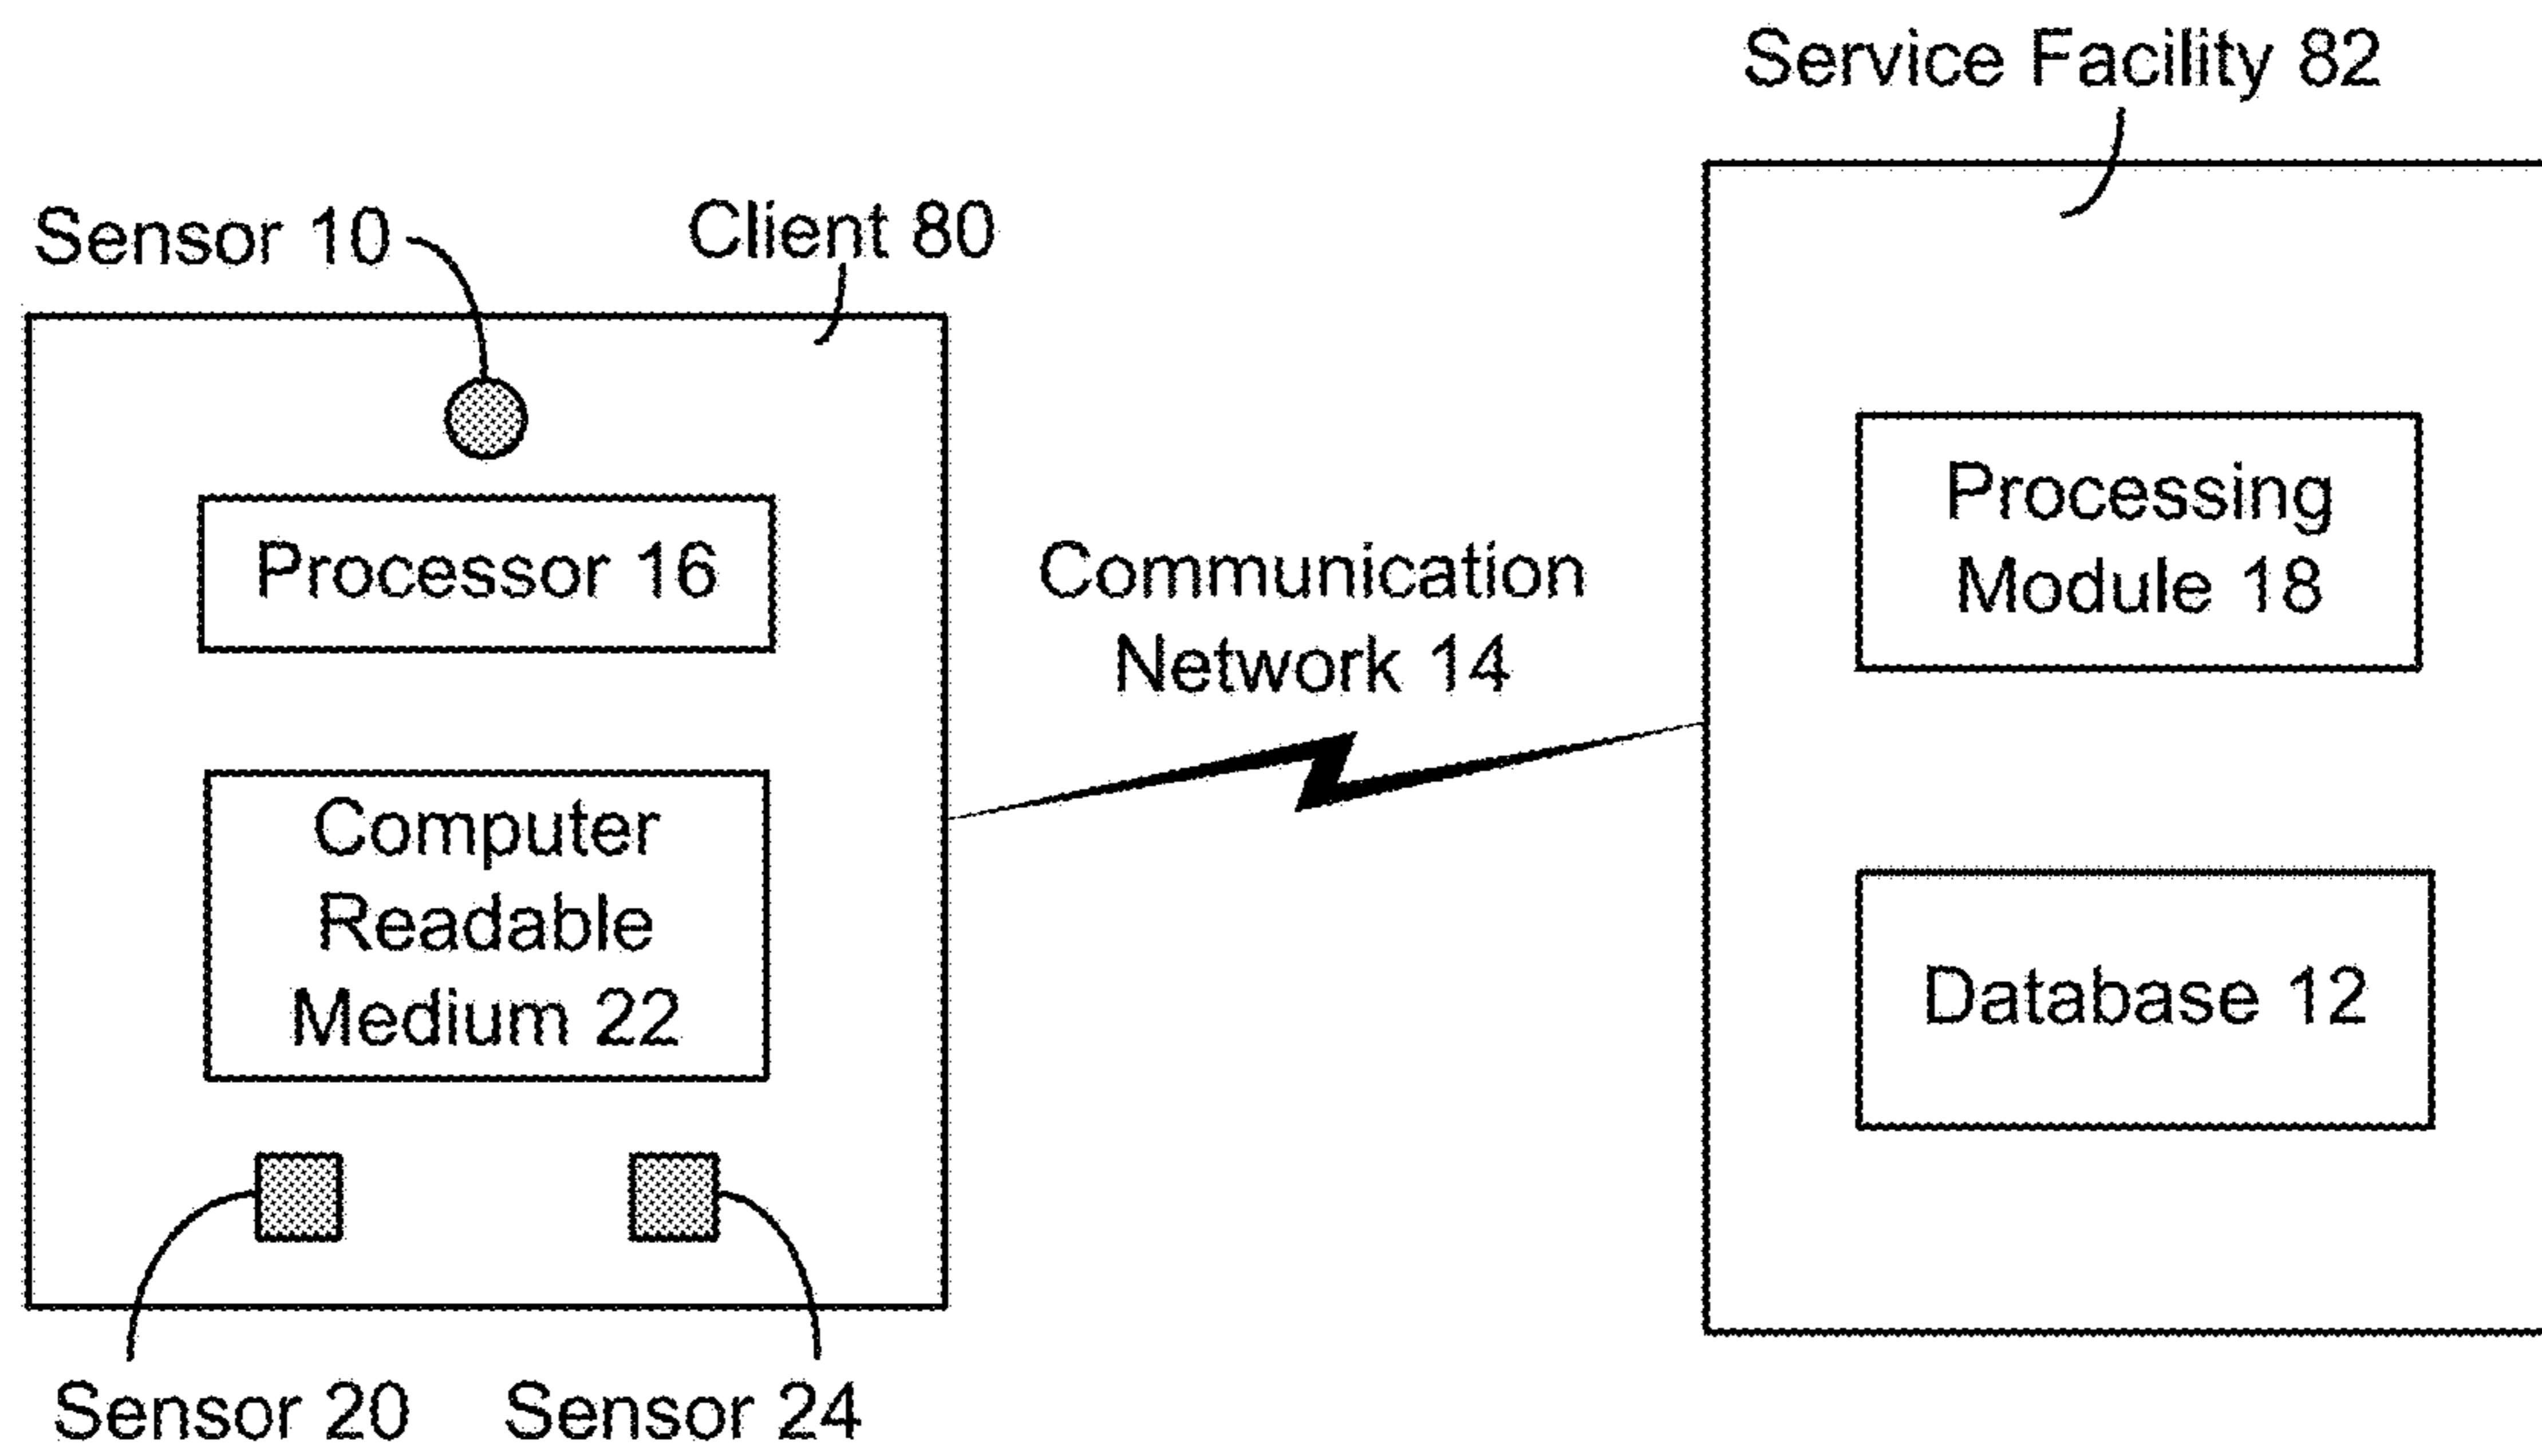 Service Facility 82
Sensor 10
Client 80
Processor 16
Computer
Readable
Medium 22
Sensor 20
Sensor 24
Communication
Network 14
Processing
Module 18
Database 12